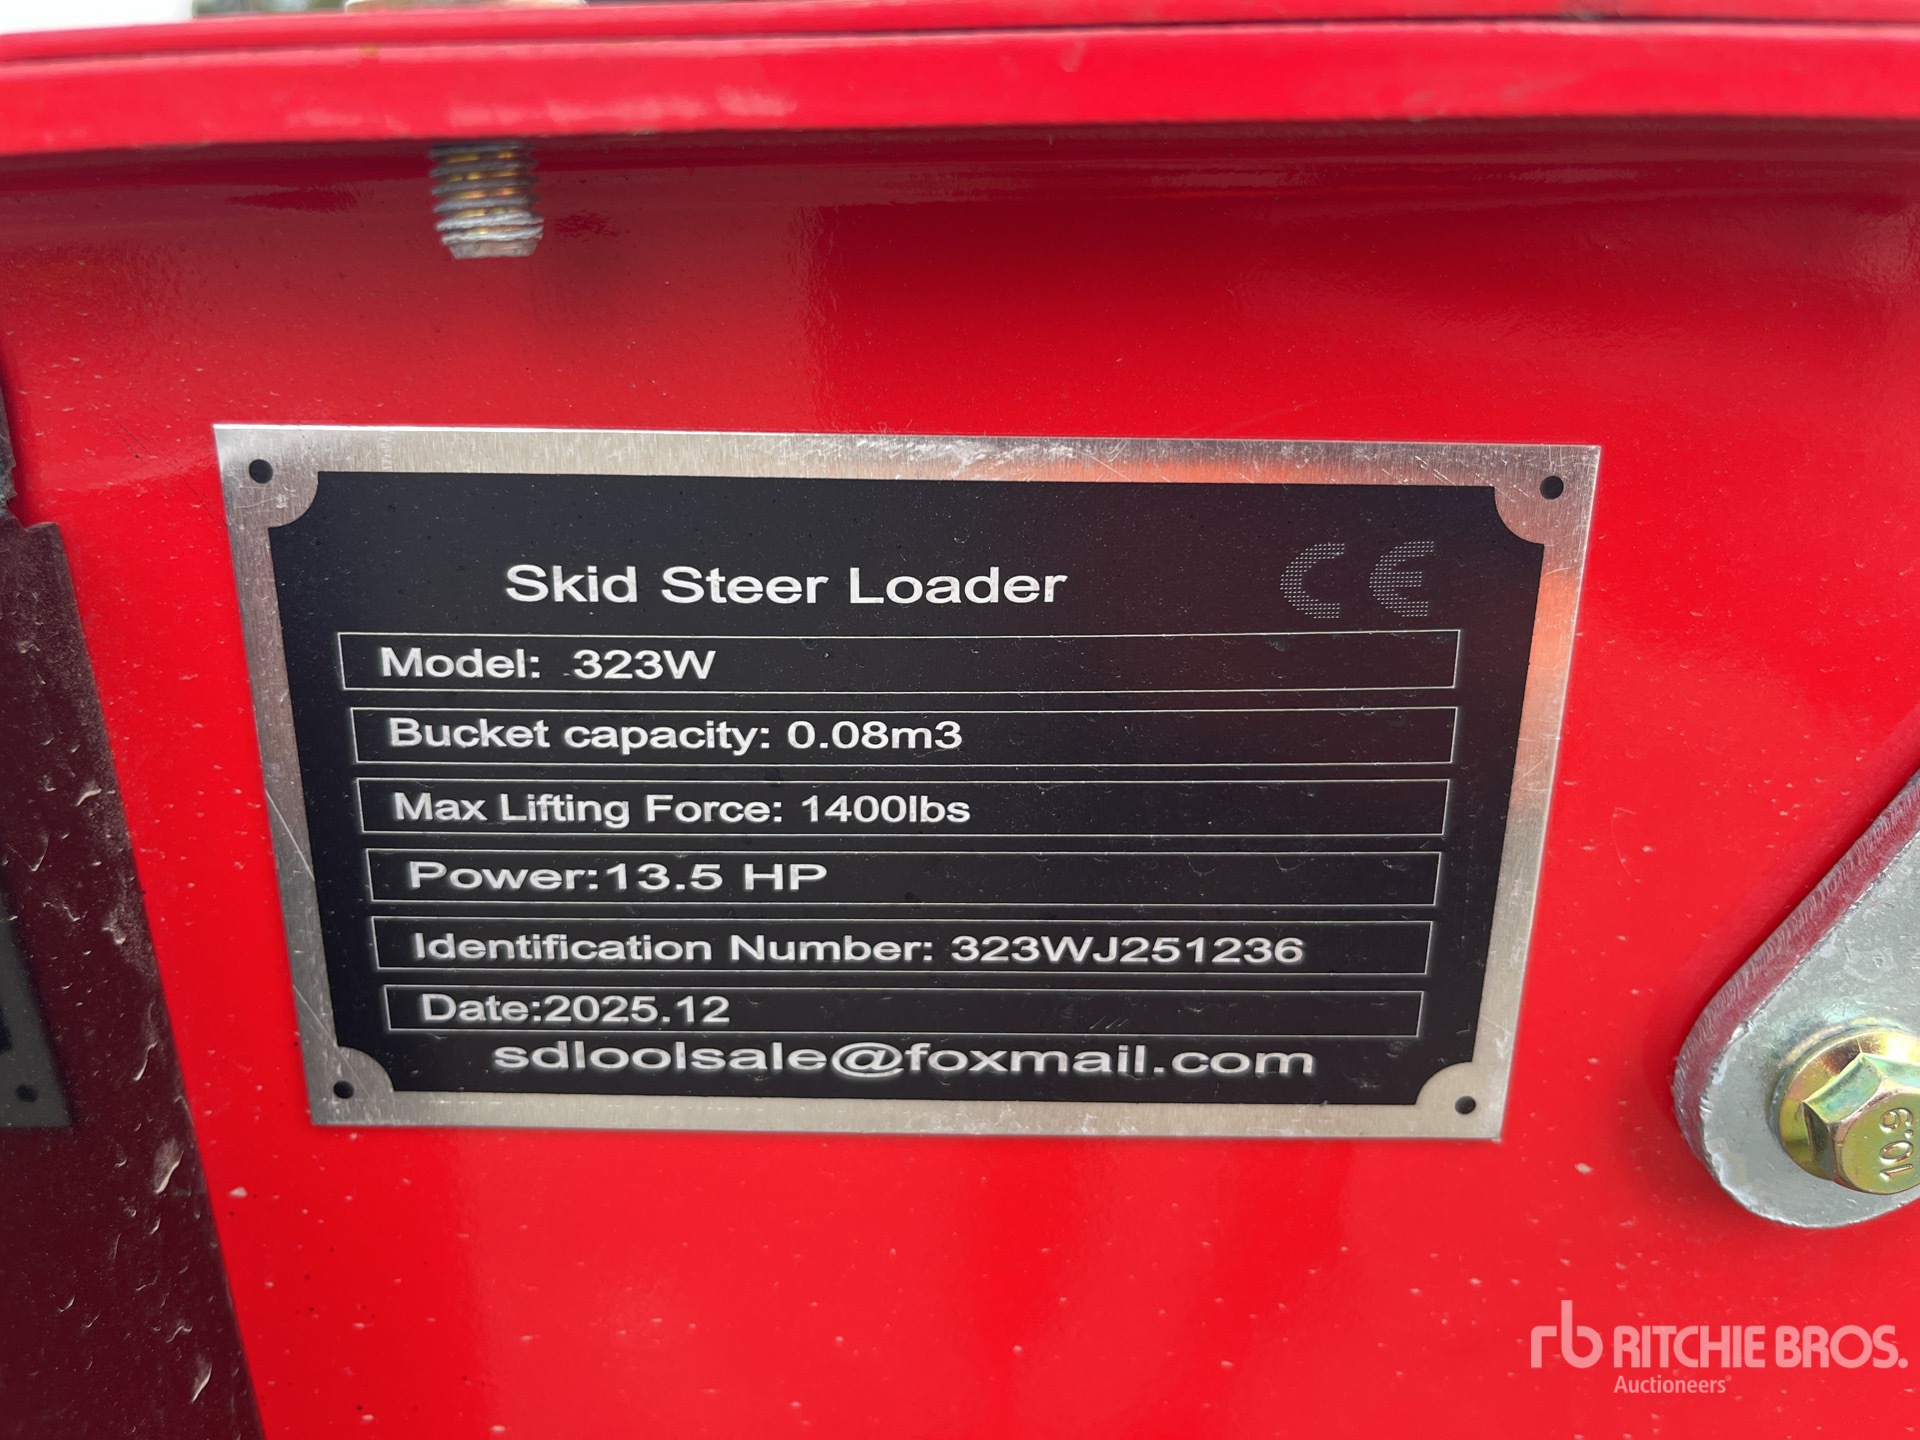 Skid Steer Loader CE
Model: 323W
Bucket capacity: 0.08m3
Max Lifting Force: 1400lbs
Power:13.5 HP
Identification Number: 323WJ251236
Date:2025.12
sdloolsale@foxmail.com
10.9
rb RITCHIE BROS.
Auctioneers